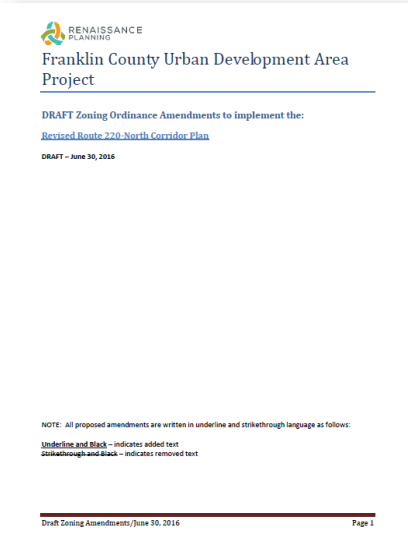 RENAISSANCE
PLANNING
Franklin County Urban Development Area
Project
DRAFT Zoning Ordinance Amendments to implement the:
Revised Route 220-North Corridor Plan
DRAFT – June 30, 2016
NOTE: All proposed amendments are written in underline and strikethrough language as follows:
Underline and Black – indicates added text
Strikethrough and Black – indicates removed text
Draft Zoning Amendments/June 30, 2016 Page 1